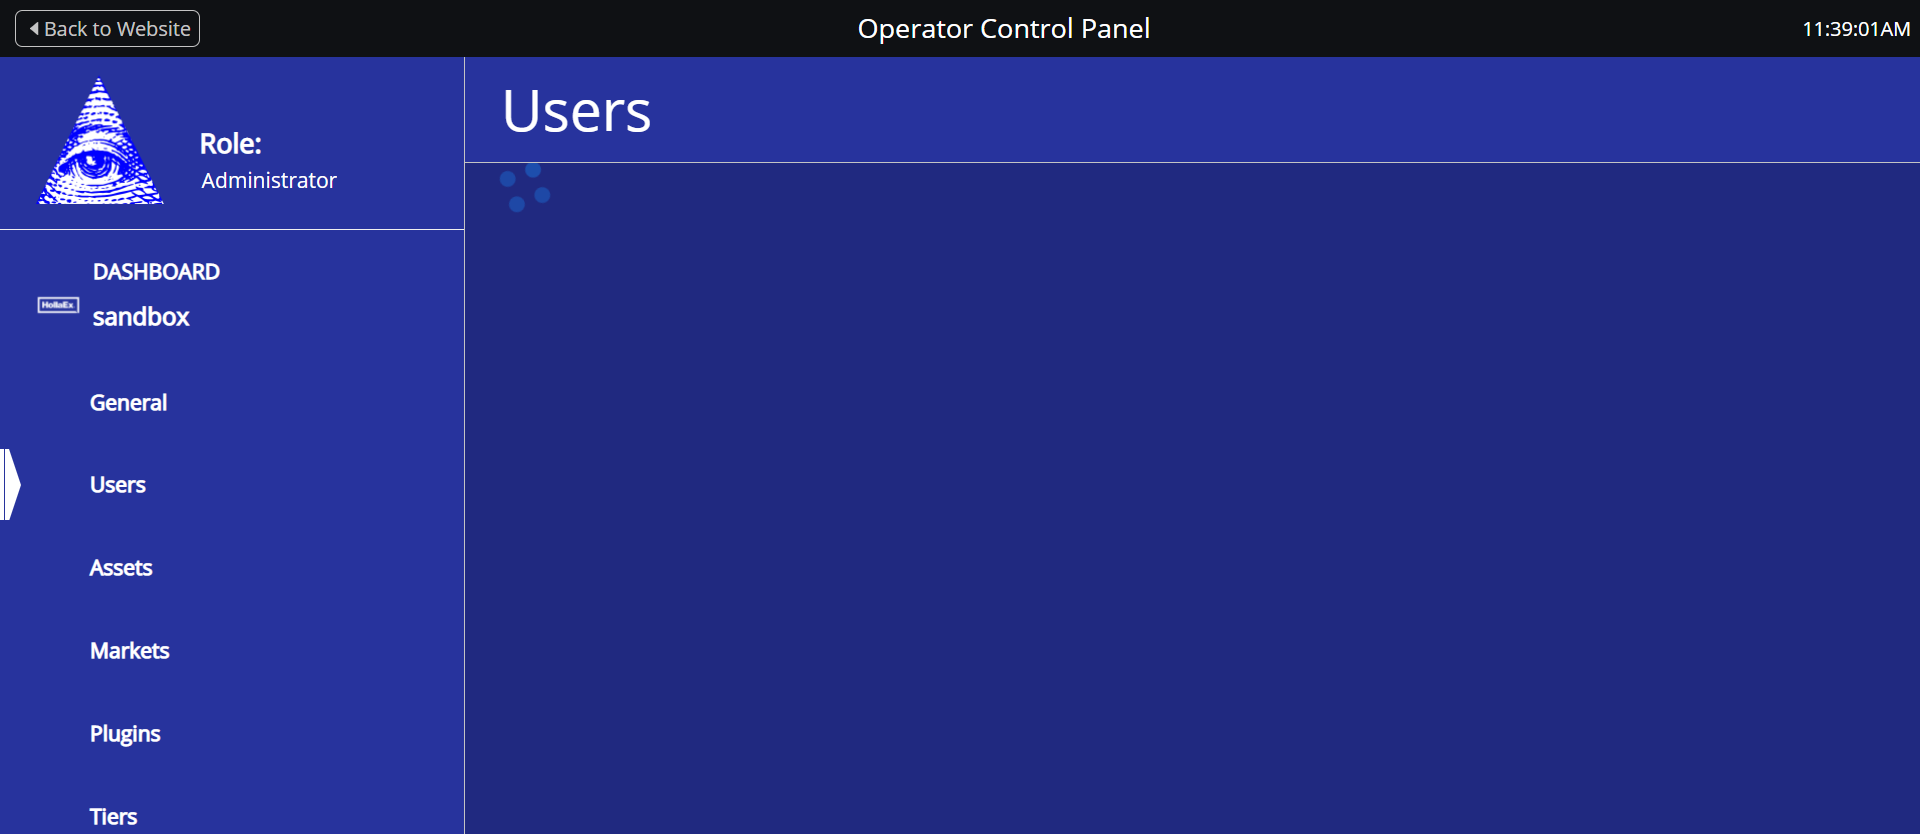 Back to Website
Operator Control Panel
11:39:01AM
Role:
Administrator
Users
DASHBOARD
HollaEx
sandbox
General
Users
Assets
Markets
Plugins
Tiers